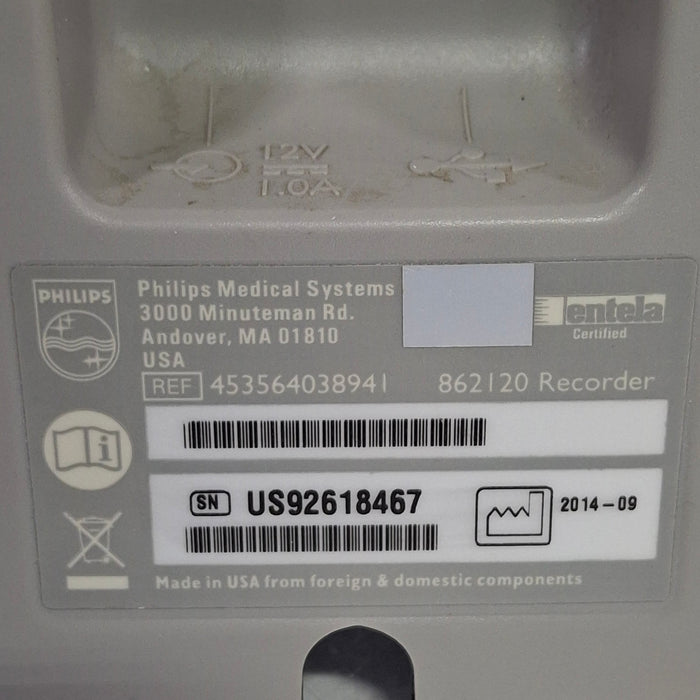 12V
1.0A
PHILIPS
Philips Medical Systems
3000 Minuteman Rd.
Andover, MA 01810
USA
entela
Certified
REF 453564038941 862120 Recorder
SN US92618467
2014-09
Made in USA from foreign & domestic components